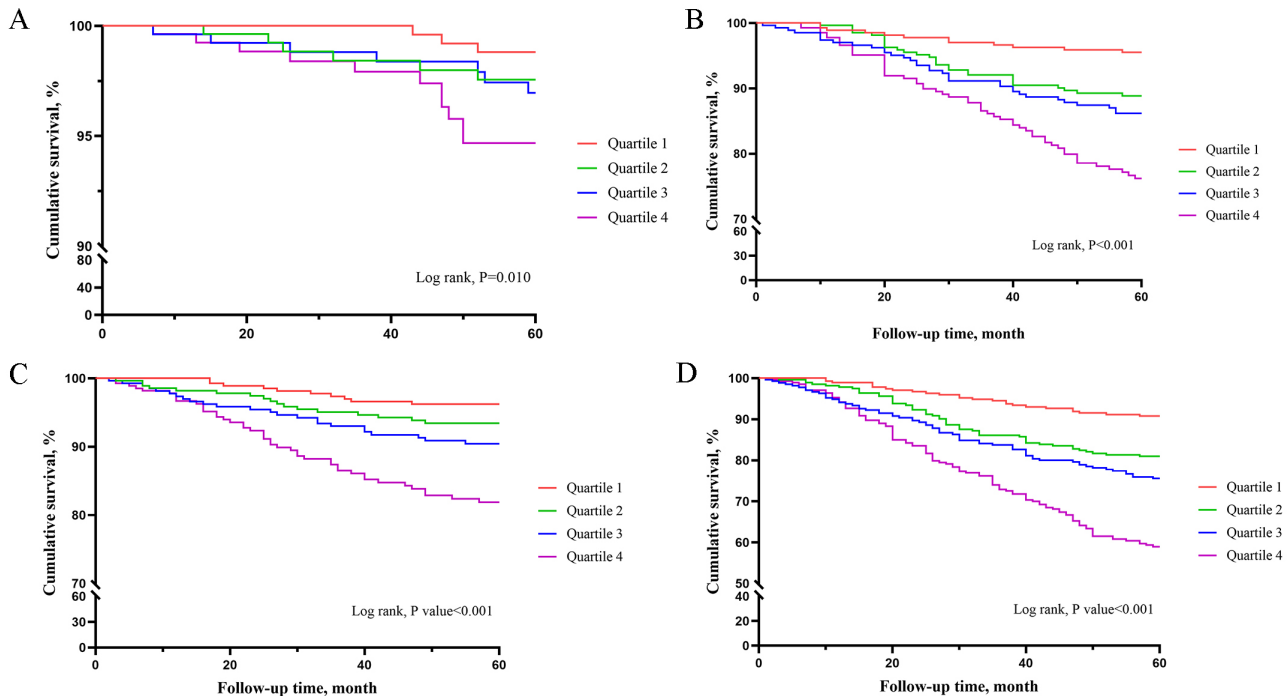 A
Cumulative survival, %
100
95
90
80
60
40
20
0
0
20
40
60
Quartile 1
Quartile 2
Quartile 3
Quartile 4
Log rank, P=0.010
B
Cumulative survival, %
100
90
80
70
60
30
0
0
20
40
60
Quartile 1
Quartile 2
Quartile 3
Quartile 4
Log rank, P<0.001
Follow-up time, month
C
Cumulative survival, %
100
90
80
70
60
30
0
0
20
40
60
Quartile 1
Quartile 2
Quartile 3
Quartile 4
Log rank, P value<0.001
Follow-up time, month
D
Cumulative survival, %
100
90
80
70
60
50
40
20
0
0
20
40
60
Quartile 1
Quartile 2
Quartile 3
Quartile 4
Log rank, P value<0.001
Follow-up time, month